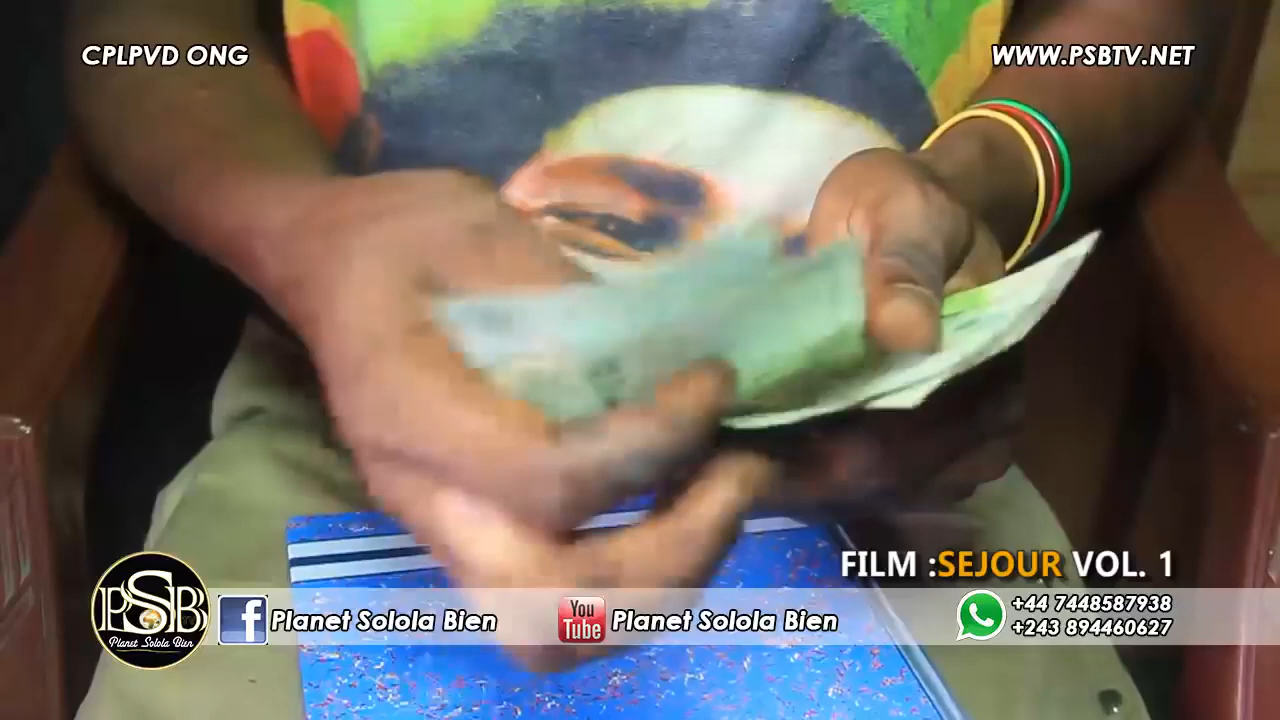 CPLPVD ONG
WWW.PSBTV.NET
FILM :SEJOUR VOL. 1
PSB
Planet Solola Bien
f Planet Solola Bien
You Tube Planet Solola Bien
+44 7448587938
+243 894460627